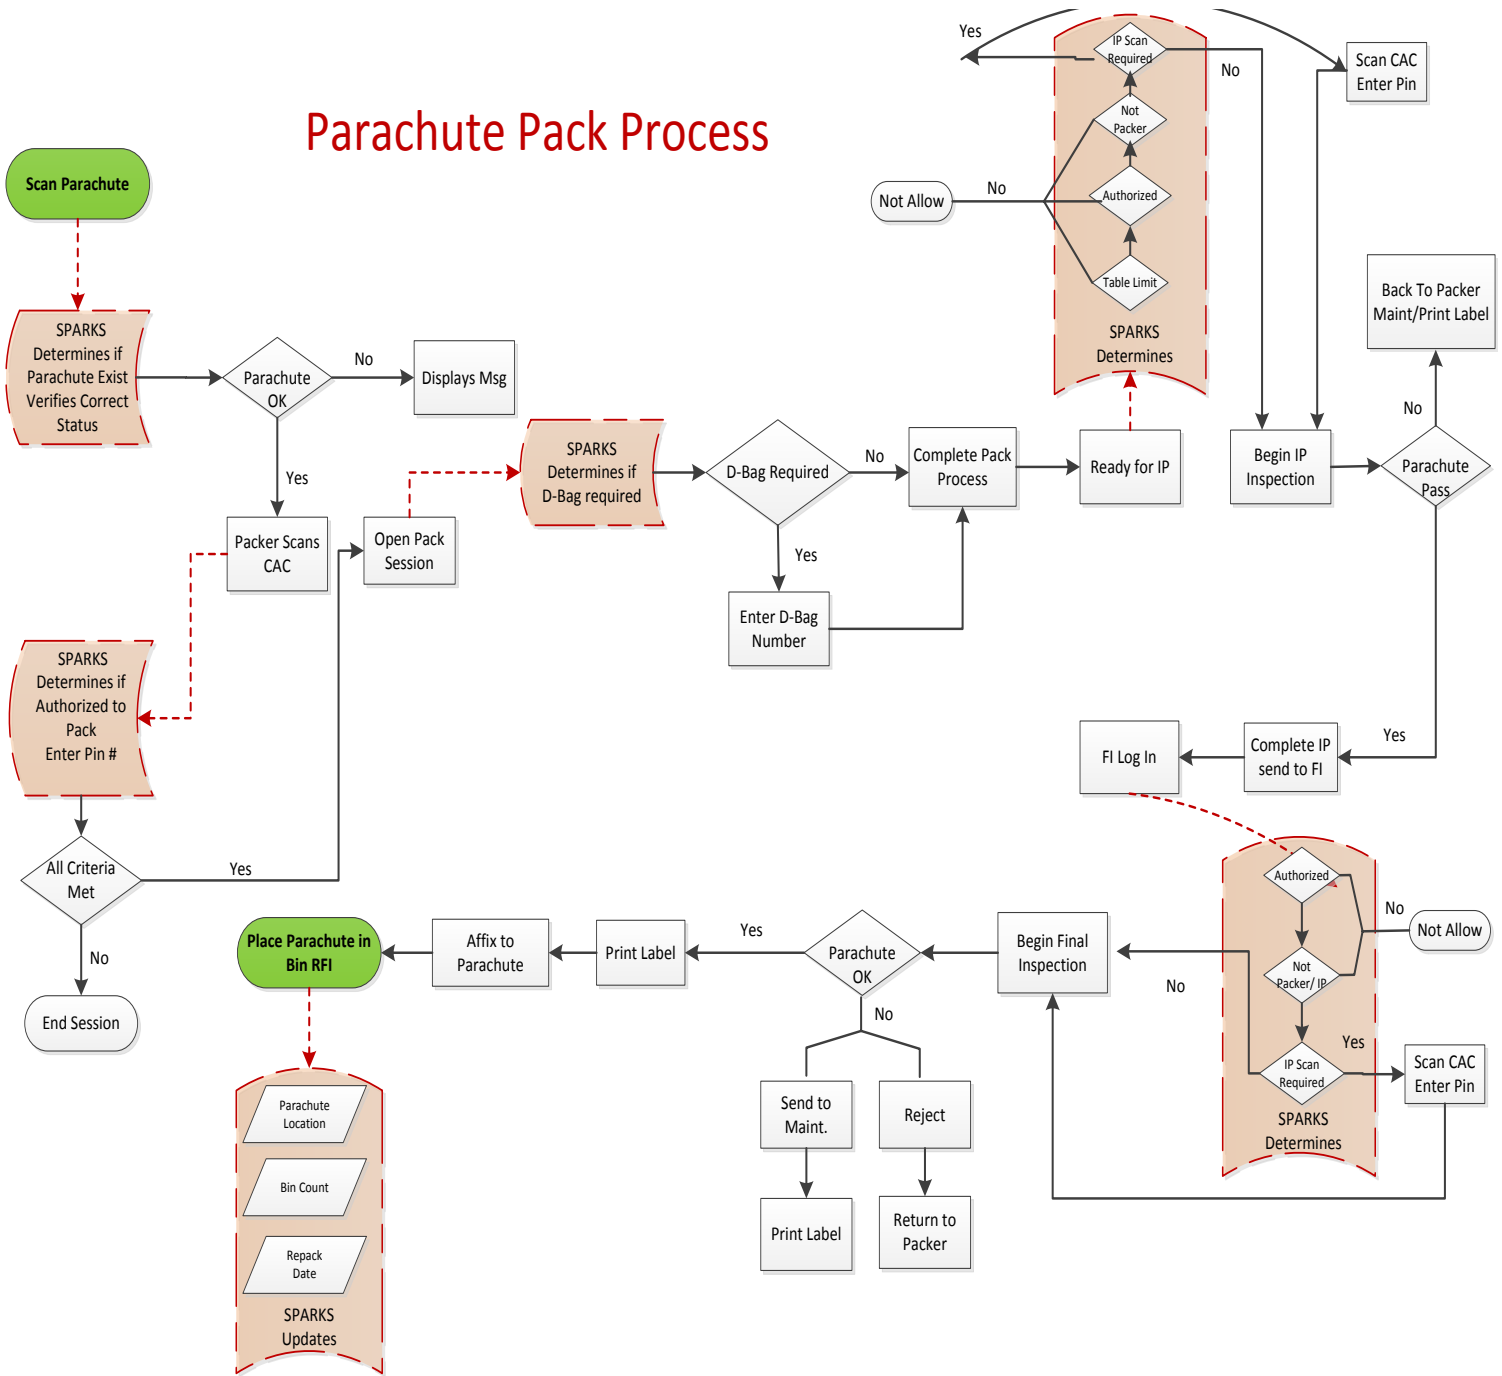 Parachute Pack Process
Scan Parachute
SPARKS
Determines if
Parachute Exist
Verifies Correct
Status
Parachute
OK
No
Displays Msg
Yes
Packer Scans
CAC
SPARKS
Determines if
Authorized to
Pack
Enter Pin #
All Criteria
Met
Yes
No
End Session
Open Pack
Session
SPARKS
Determines if
D-Bag required
D-Bag Required
No
Yes
Enter D-Bag
Number
Complete Pack
Process
Ready for IP
SPARKS
Determines
Table Limit
Authorized
Not
Packer
IP Scan
Required
No
Not Allow
Yes
No
Scan CAC
Enter Pin
Begin IP
Inspection
Parachute
Pass
No
Back To Packer
Maint/Print Label
Yes
Complete IP
send to FI
FI Log In
Authorized
Not
Packer/ IP
IP Scan
Required
SPARKS
Determines
No
Not Allow
Yes
Scan CAC
Enter Pin
No
Begin Final
Inspection
Parachute
OK
Yes
No
Print Label
Affix to
Parachute
Place Parachute in
Bin RFI
Send to
Maint.
Print Label
Reject
Return to
Packer
Parachute
Location
Bin Count
Repack
Date
SPARKS
Updates